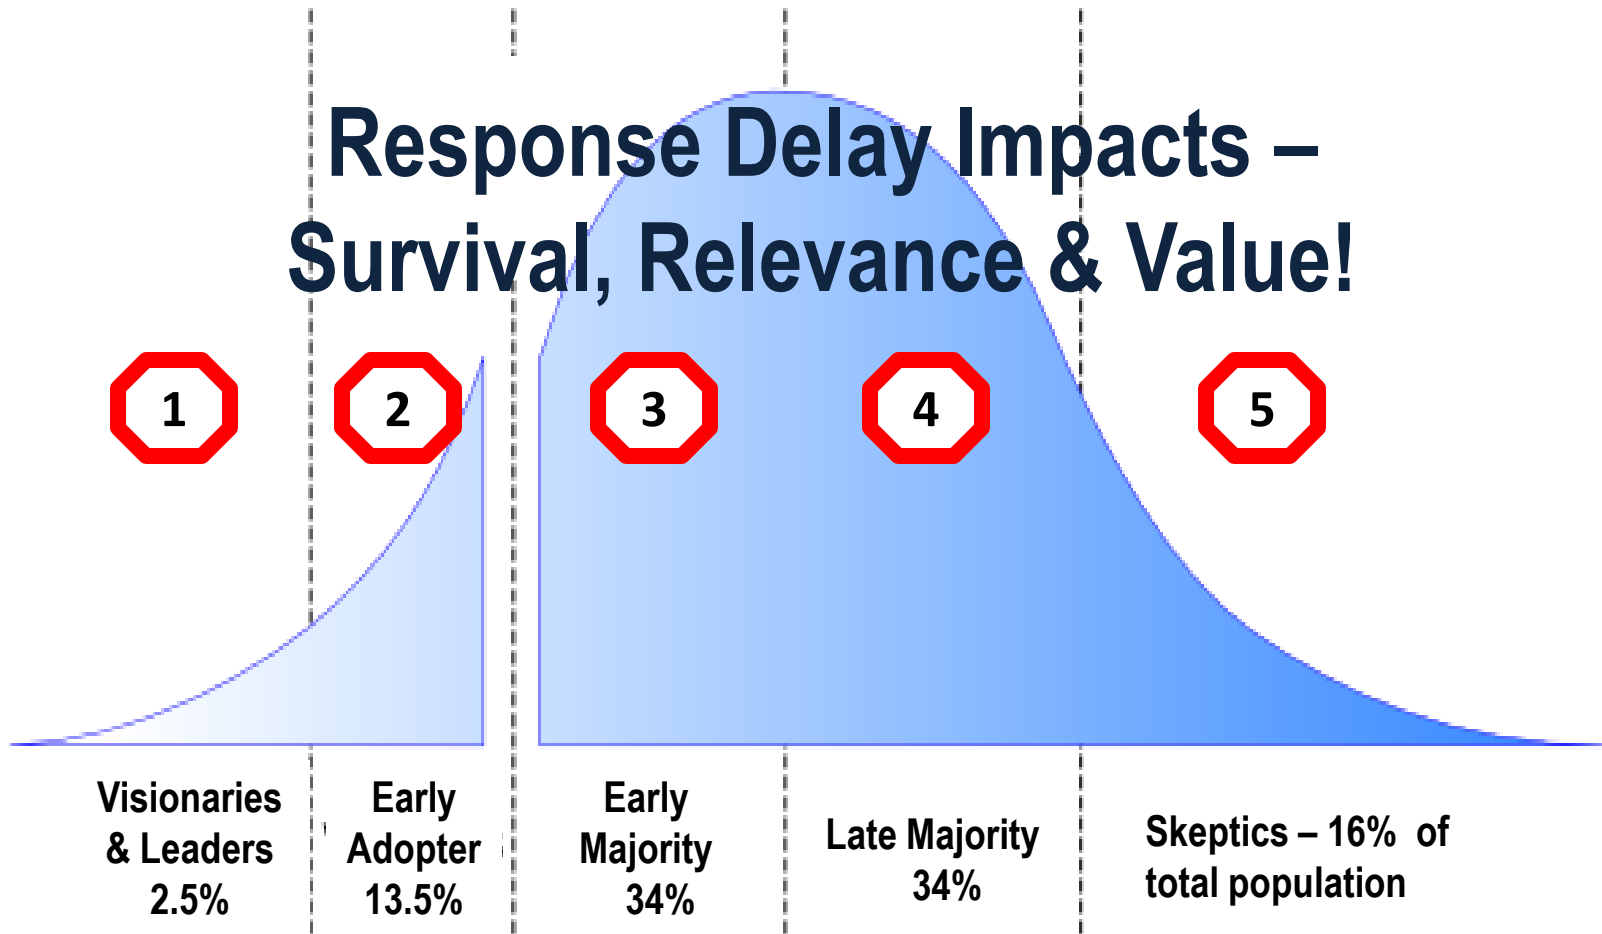 Response Delay Impacts –
Survival, Relevance & Value!
1
2
3
4
5
Visionaries
& Leaders
2.5%
Early
Adopter
13.5%
Early
Majority
34%
Late Majority
34%
Skeptics – 16% of
total population